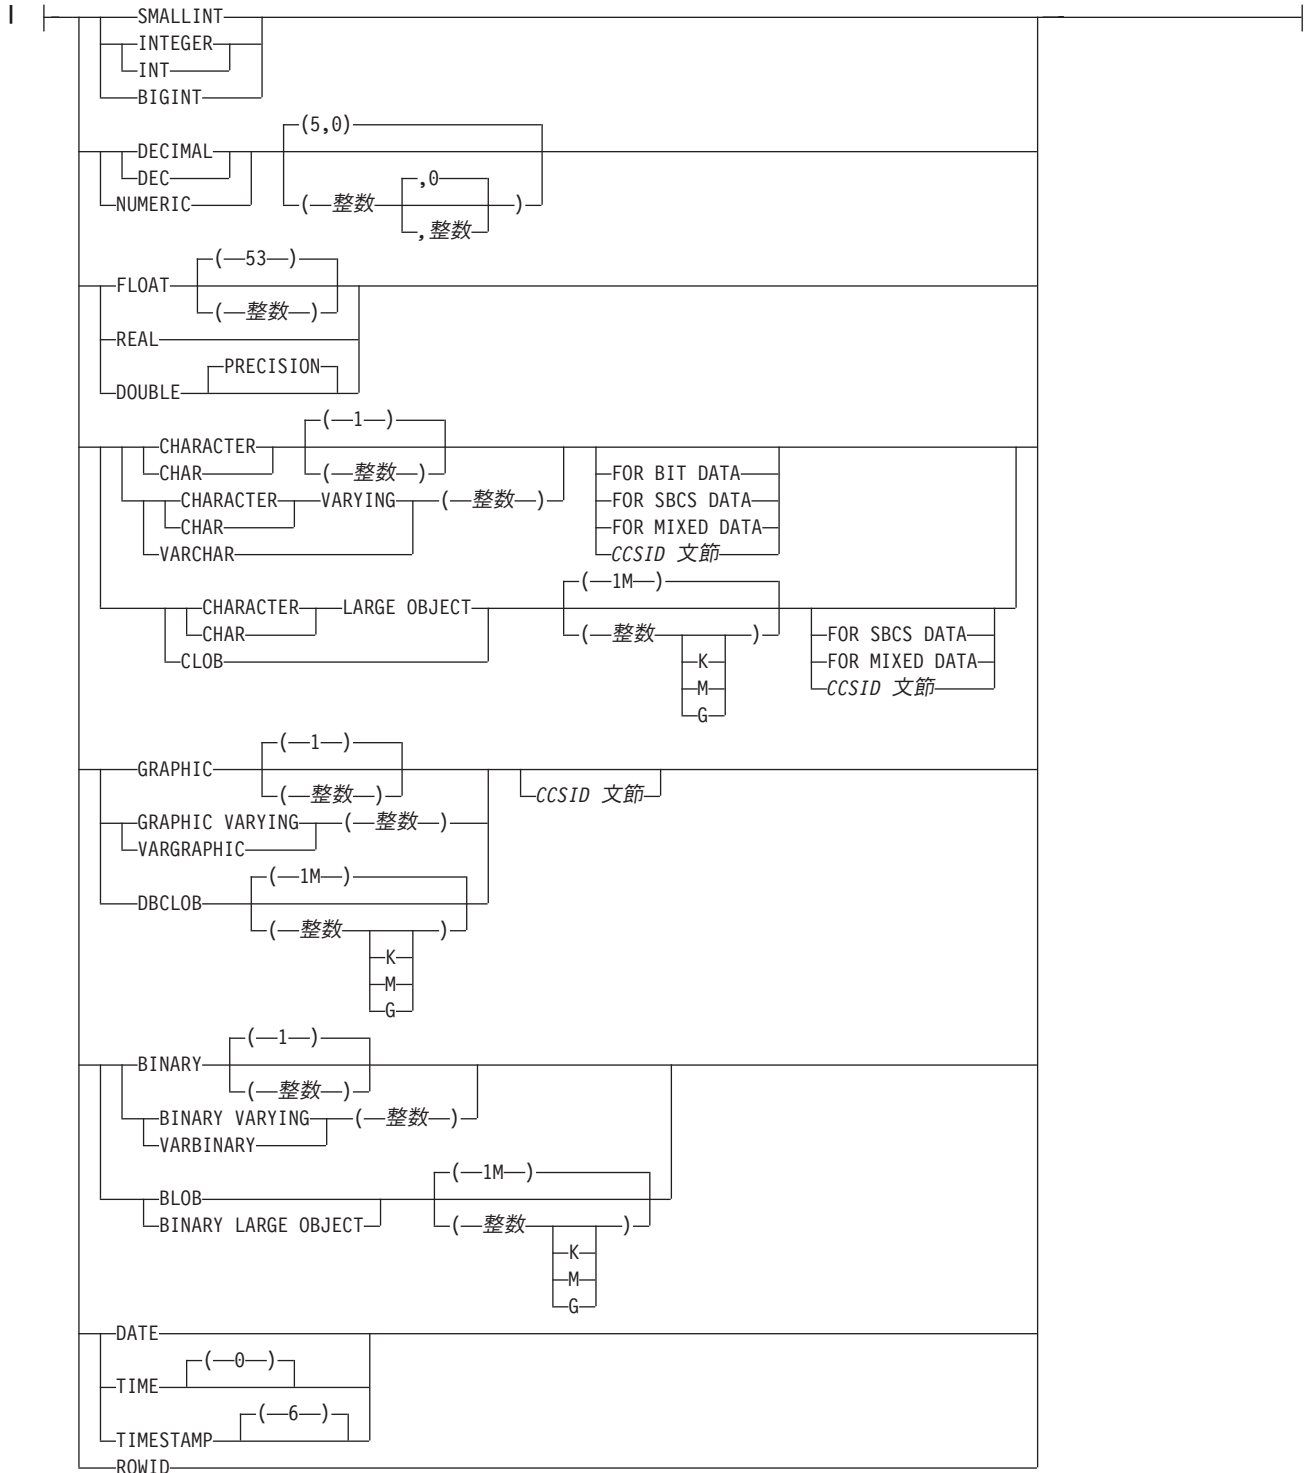 SMALLINT
INTEGER
INT
BIGINT
(5,0)
DECIMAL
DEC
NUMERIC
,0
( 整数 )
,整数
( 53 )
FLOAT
( 整数 )
REAL
PRECISION
DOUBLE
( 1 )
CHARACTER
CHAR
( 整数 )
FOR BIT DATA
CHARACTER VARYING ( 整数 )
FOR SBCS DATA
CHAR
FOR MIXED DATA
VARCHAR
CCSID 文節
( 1M )
CHARACTER LARGE OBJECT
CHAR
( 整数 )
FOR SBCS DATA
CLOB
K
FOR MIXED DATA
M
CCSID 文節
G
( 1 )
GRAPHIC
( 整数 )
CCSID 文節
GRAPHIC VARYING ( 整数 )
VARGRAPHIC
( 1M )
DBCLOB
( 整数 )
K
M
G
( 1 )
BINARY
( 整数 )
BINARY VARYING ( 整数 )
VARBINARY
( 1M )
BLOB
BINARY LARGE OBJECT
( 整数 )
K
M
G
DATE
( 0 )
TIME
( 6 )
TIMESTAMP
ROWID